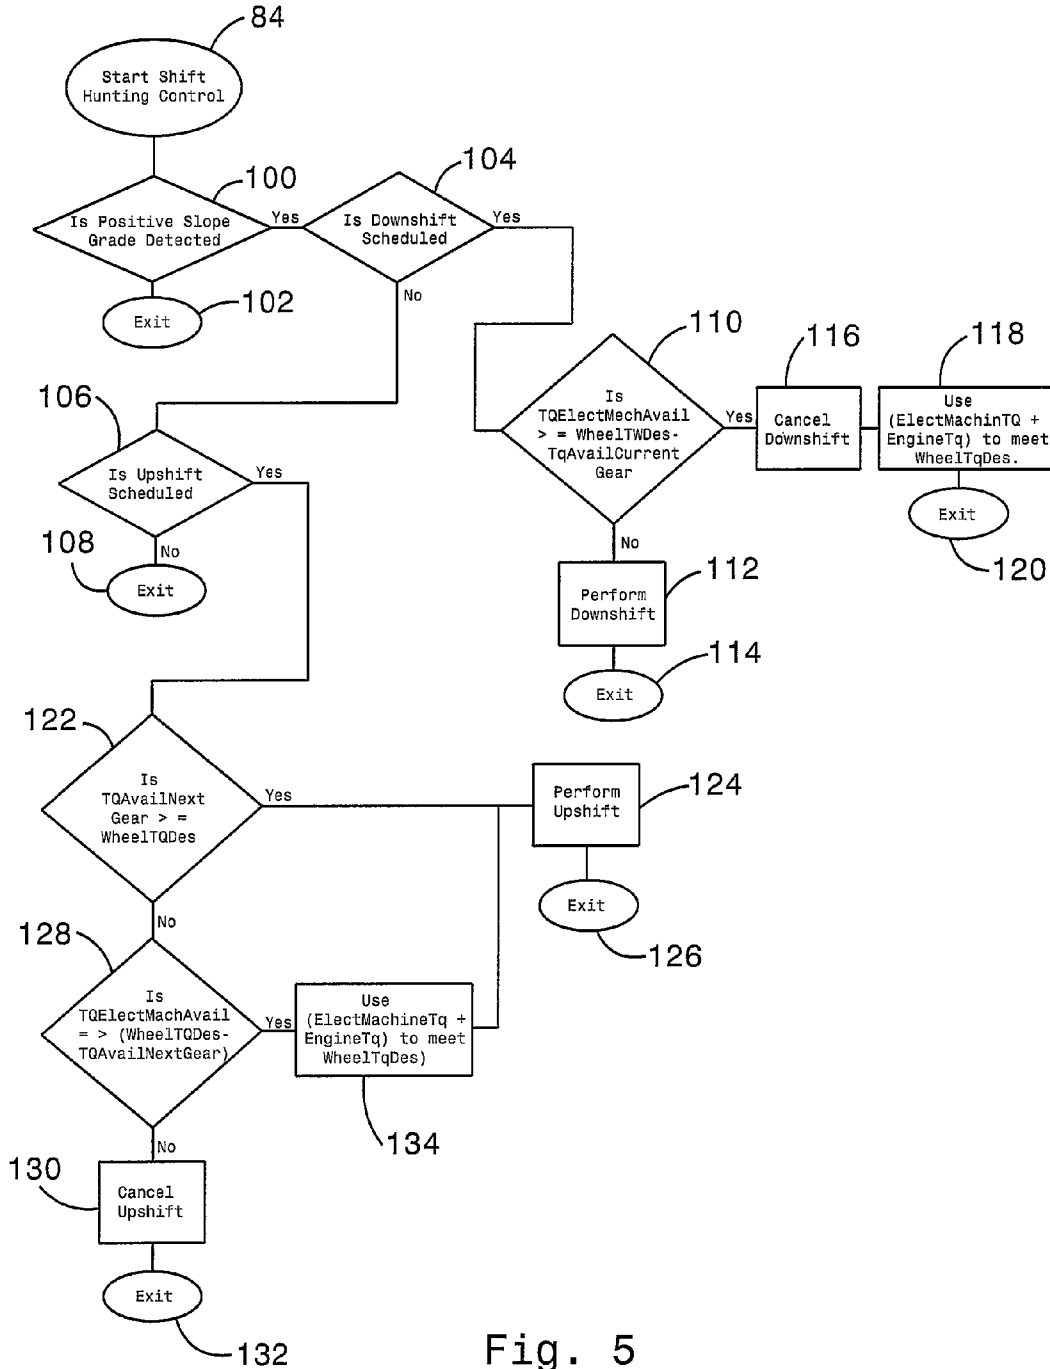 84
Start Shift
Hunting Control
100
Is Positive Slope
Grade Detected
Yes
104
Is Downshift
Scheduled
Yes
No
Exit
102
106
Is Upshift
Scheduled
Yes
No
108
Exit
110
Is
TQElectMechAvail
> = WheelTWDes-
TqAvailCurrent
Gear
Yes
116
Cancel
Downshift
118
Use
(ElectMachinTQ +
EngineTq) to meet
WheelTqDes.
Exit
120
No
112
Perform
Downshift
114
Exit
122
Is
TQAvailNext
Gear > =
WheelTQDes
Yes
124
Perform
Upshift
Exit
126
No
128
Is
TQElectMachAvail
= > (WheelTQDes-
TQAvailNextGear)
Yes
Use
(ElectMachineTq +
EngineTq) to meet
WheelTqDes)
134
No
130
Cancel
Upshift
Exit
132
Fig. 5